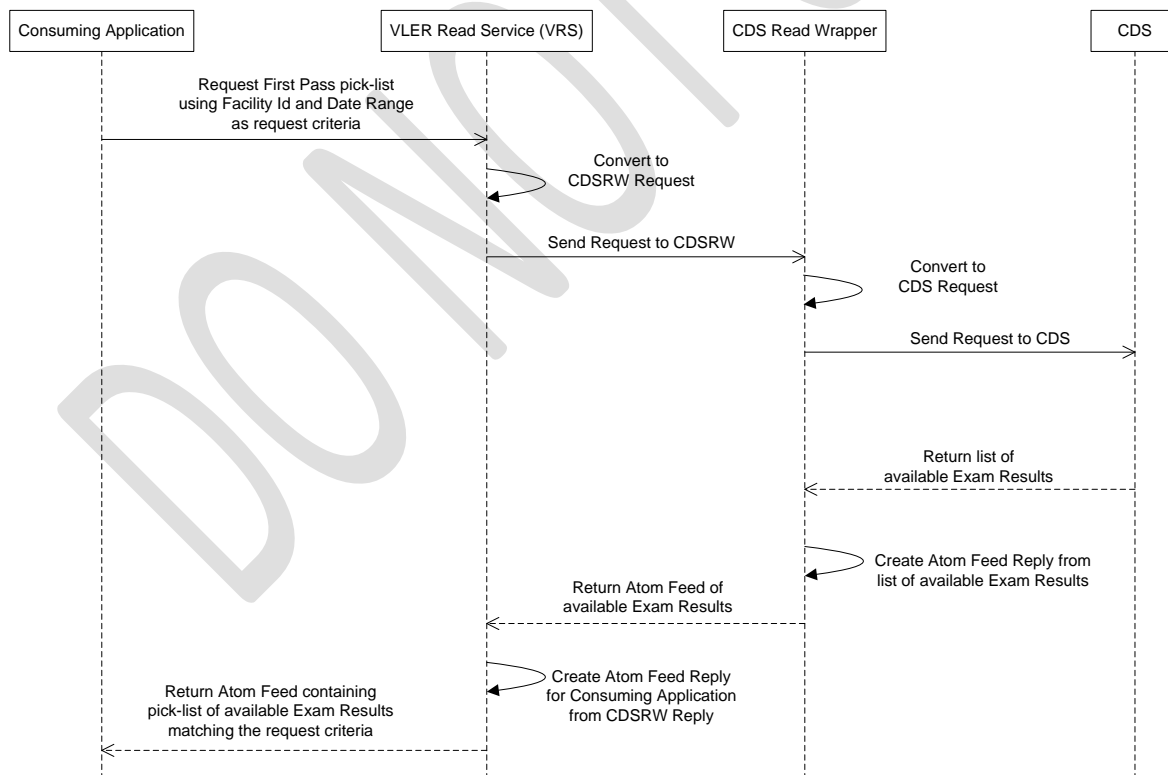 Consuming Application
VLER Read Service (VRS)
CDS Read Wrapper
CDS
Request First Pass pick-list
using Facility Id and Date Range
as request criteria
Convert to
CDSRW Request
Send Request to CDSRW
Convert to
CDS Request
Send Request to CDS
Return list of
available Exam Results
Create Atom Feed Reply from
list of available Exam Results
Return Atom Feed of
available Exam Results
Create Atom Feed Reply
for Consuming Application
from CDSRW Reply
Return Atom Feed containing
pick-list of available Exam Results
matching the request criteria
DO NO